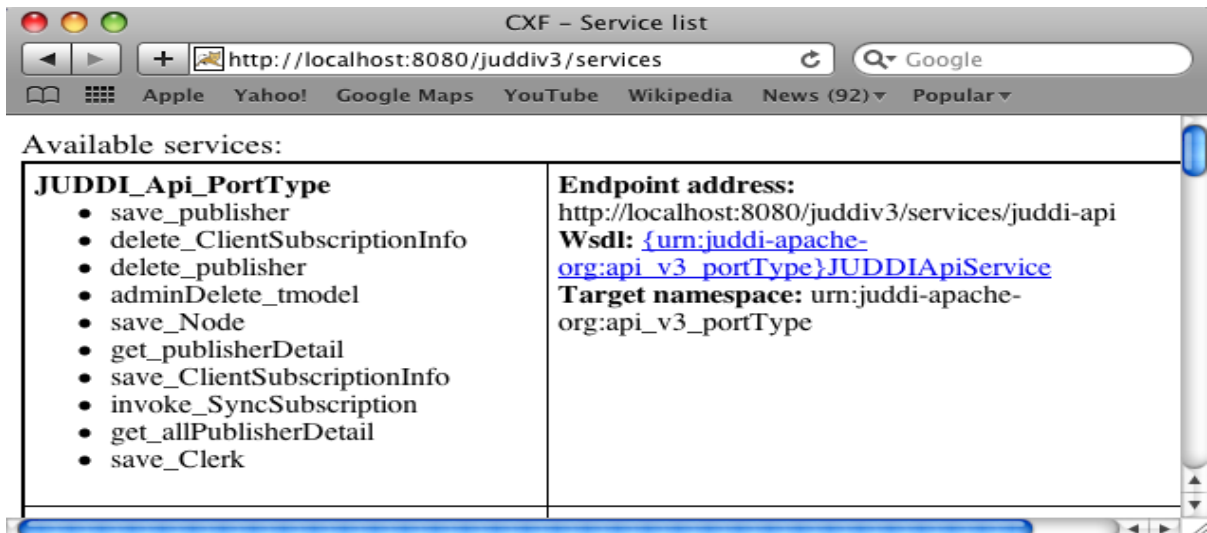 CXF – Service list
http://localhost:8080/juddiv3/services
Google
Apple Yahoo! Google Maps YouTube Wikipedia News (92) Popular
Available services:
JUDDI_Api_PortType
• save_publisher
• delete_ClientSubscriptionInfo
• delete_publisher
• adminDelete_tmodel
• save_Node
• get_publisherDetail
• save_ClientSubscriptionInfo
• invoke_SyncSubscription
• get_allPublisherDetail
• save_Clerk
Endpoint address:
http://localhost:8080/juddiv3/services/juddi-api
Wsdl: {urn:juddi-apache-
org:api_v3_portType}JUDDIApiService
Target namespace: urn:juddi-apache-
org:api_v3_portType